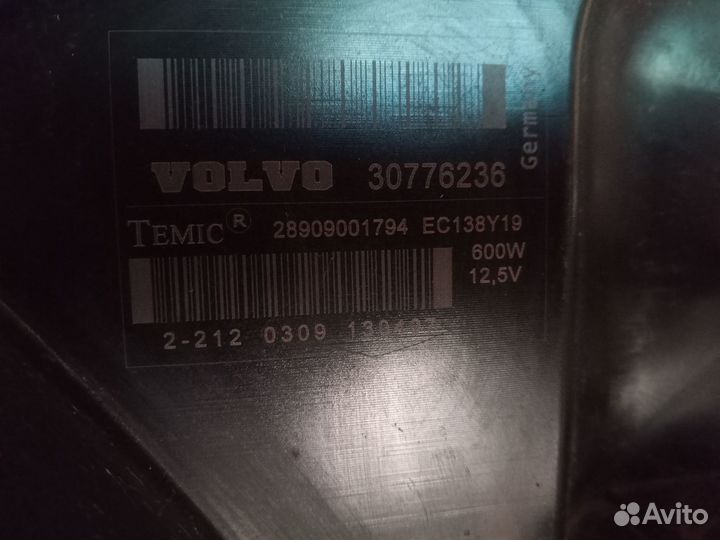 VOLVO 30776236
Germany
TEMIC® 28909001794 EC138Y19
600W
12,5V
2-212 0309
Avito